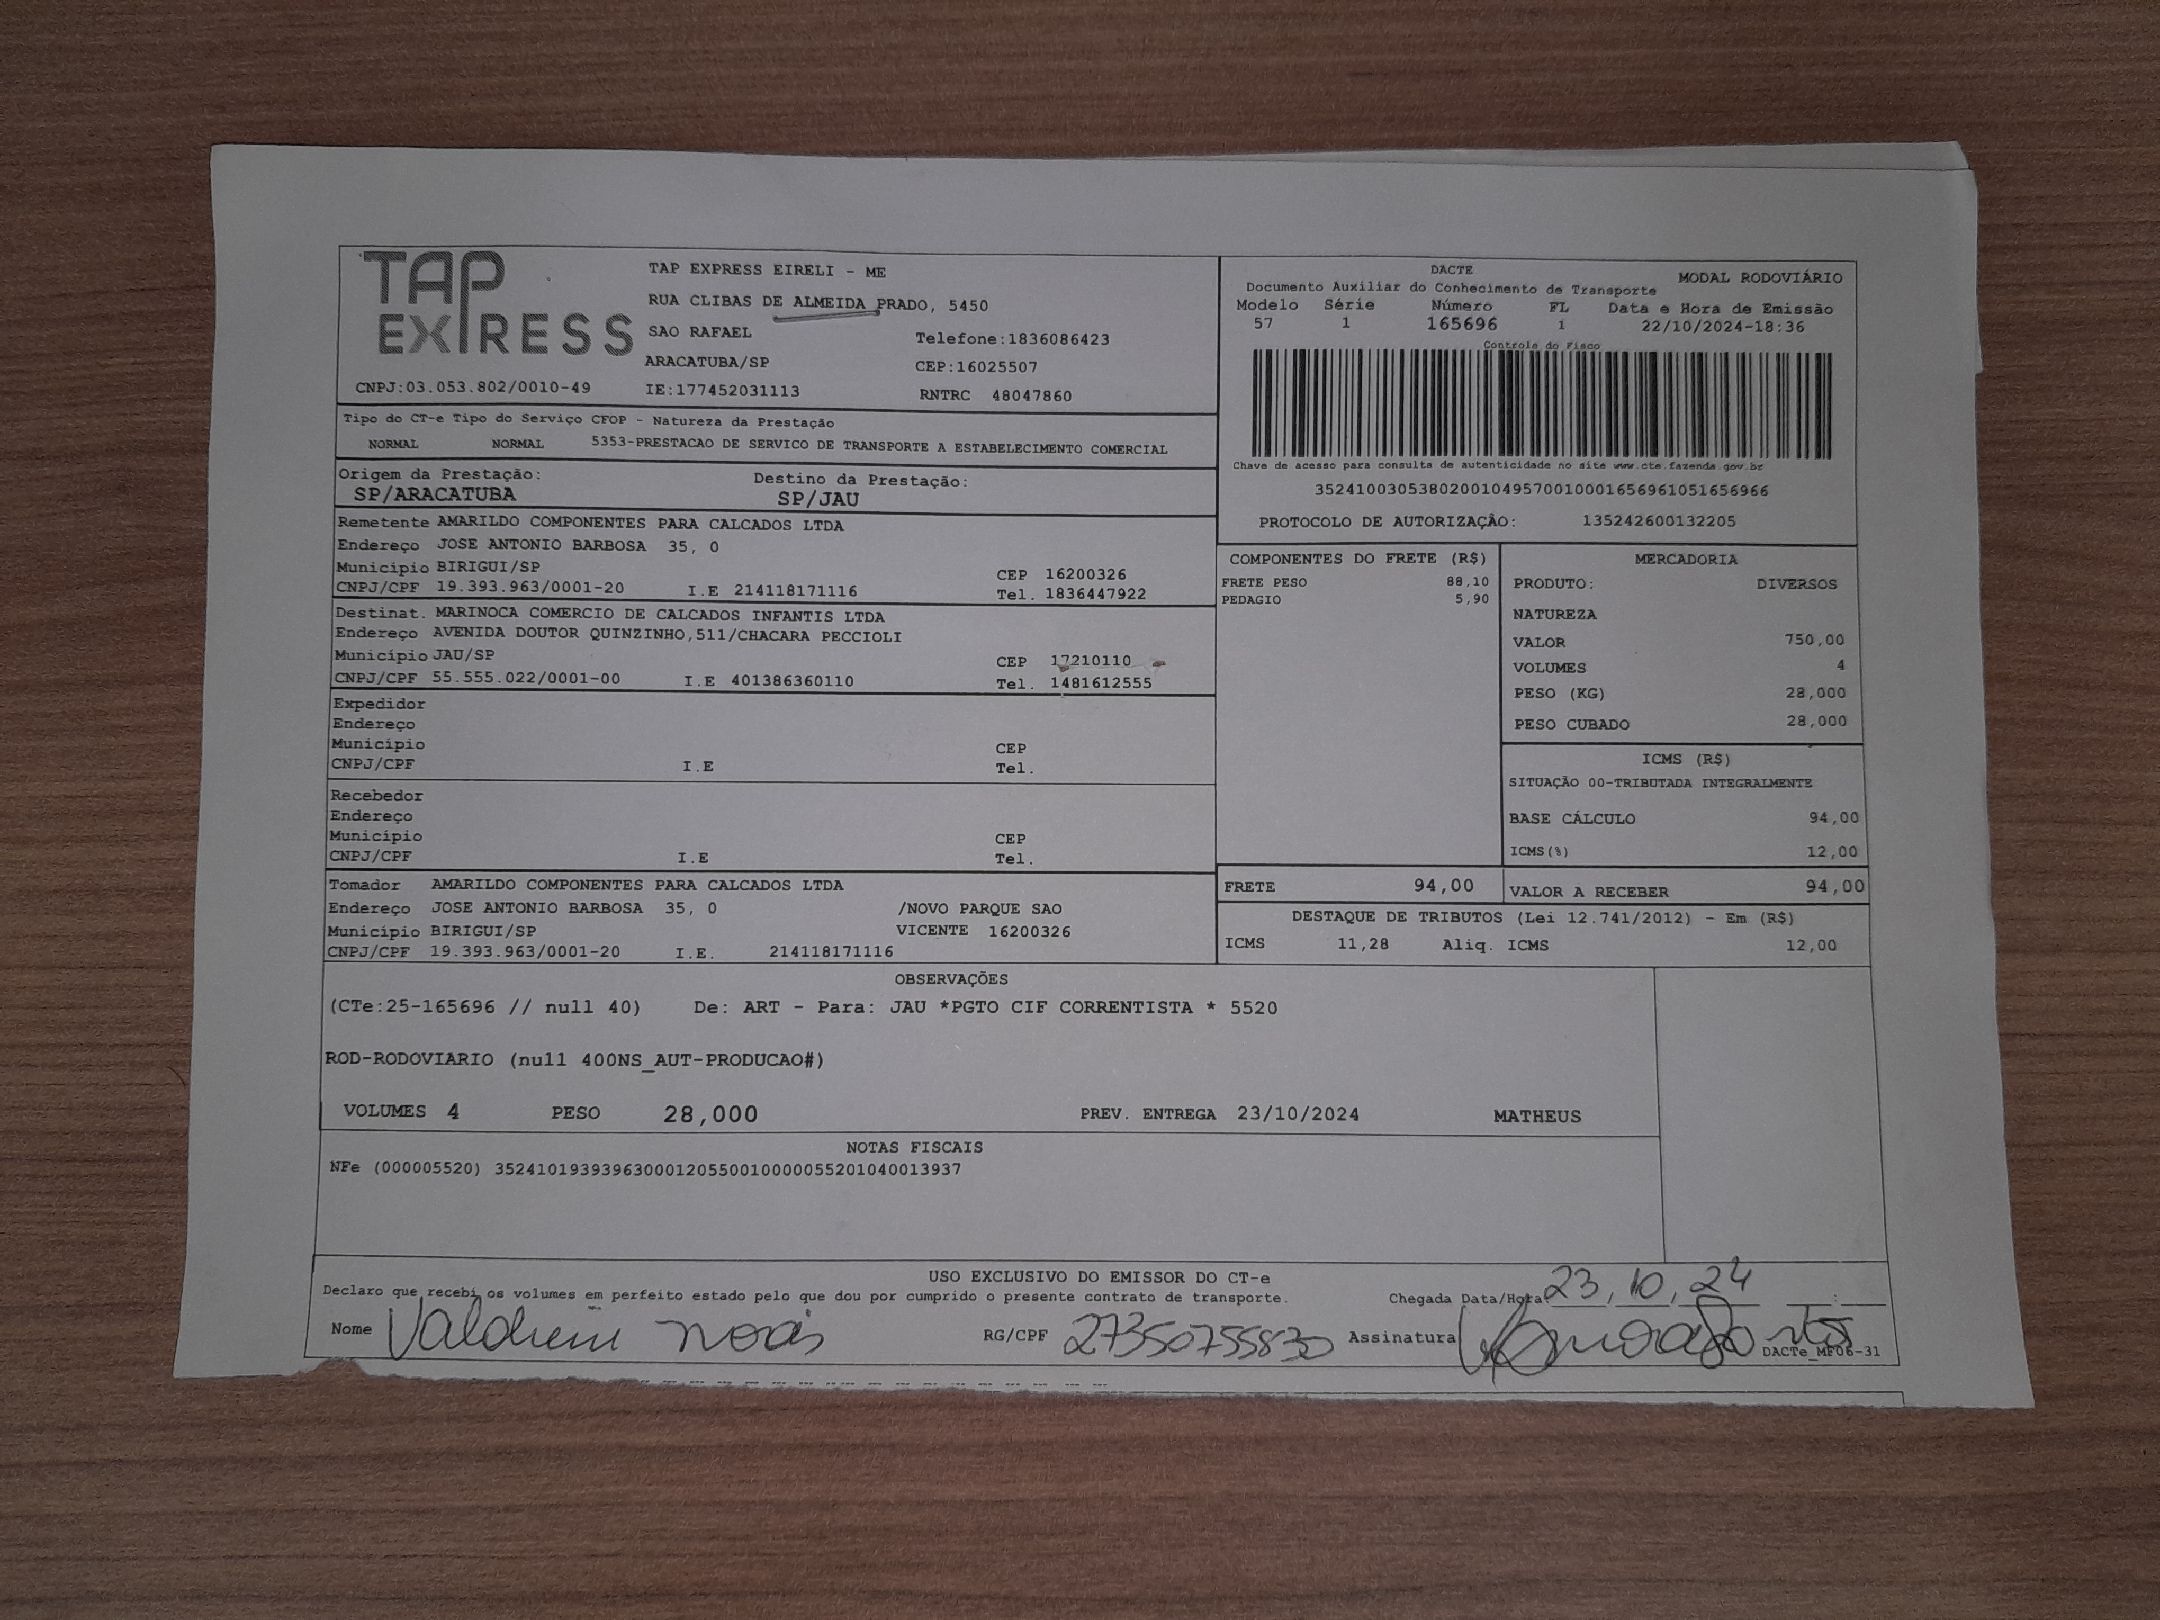 TAP EXPRESS
CNPJ:03.053.802/0010-49
TAP EXPRESS EIRELI - ME
RUA CLIBAS DE ALMEIDA PRADO, 5450
SAO RAFAEL Telefone:1836086423
ARACATUBA/SP CEP:16025507
IE:177452031113 RNTRC 48047860
DACTE MODAL RODOVIÁRIO
Documento Auxiliar do Conhecimento de Transporte
Modelo Série Número FL Data e Hora de Emissão
57 1 165696 1 22/10/2024-18:36
Controle do Fisco
Chave de acesso para consulta de autenticidade no site www.cte.fazenda.gov.br
35241003053802001049570010001656961051656966
PROTOCOLO DE AUTORIZAÇÃO: 135242600132205
Tipo do CT-e Tipo do Serviço CFOP - Natureza da Prestação
NORMAL NORMAL 5353-PRESTACAO DE SERVICO DE TRANSPORTE A ESTABELECIMENTO COMERCIAL
Origem da Prestação: Destino da Prestação:
SP/ARACATUBA SP/JAU
Remetente AMARILDO COMPONENTES PARA CALCADOS LTDA
Endereço JOSE ANTONIO BARBOSA 35, 0
Município BIRIGUI/SP CEP 16200326
CNPJ/CPF 19.393.963/0001-20 I.E 214118171116 Tel. 1836447922
Destinat. MARINOCA COMERCIO DE CALCADOS INFANTIS LTDA
Endereço AVENIDA DOUTOR QUINZINHO,511/CHACARA PECCIOLI
Município JAU/SP CEP 17210110
CNPJ/CPF 55.555.022/0001-00 I.E 401386360110 Tel. 1481612555
Expedidor
Endereço
Município CEP
CNPJ/CPF I.E Tel.
Recebedor
Endereço
Município CEP
CNPJ/CPF I.E Tel.
Tomador AMARILDO COMPONENTES PARA CALCADOS LTDA
Endereço JOSE ANTONIO BARBOSA 35, 0 /NOVO PARQUE SAO
Município BIRIGUI/SP VICENTE 16200326
CNPJ/CPF 19.393.963/0001-20 I.E. 214118171116
COMPONENTES DO FRETE (R$)
FRETE PESO 88,10
PEDAGIO 5,90
MERCADORIA
PRODUTO: DIVERSOS
NATUREZA
VALOR 750,00
VOLUMES 4
PESO (KG) 28,000
PESO CUBADO 28,000
ICMS (R$)
SITUAÇÃO 00-TRIBUTADA INTEGRALMENTE
BASE CÁLCULO 94,00
ICMS(%) 12,00
FRETE 94,00 VALOR A RECEBER 94,00
DESTAQUE DE TRIBUTOS (Lei 12.741/2012) - Em (R$)
ICMS 11,28 Aliq. ICMS 12,00
OBSERVAÇÕES
(CTe:25-165696 // null 40) De: ART - Para: JAU *PGTO CIF CORRENTISTA * 5520
ROD-RODOVIARIO (null 400NS_AUT-PRODUCAO#)
VOLUMES 4 PESO 28,000 PREV. ENTREGA 23/10/2024 MATHEUS
NOTAS FISCAIS
NFe (000005520) 35241019393963000120550010000055201040013937
USO EXCLUSIVO DO EMISSOR DO CT-e
Declaro que recebi os volumes em perfeito estado pelo que dou por cumprido o presente contrato de transporte. Chegada Data/Hora: 23, 10, 24
Nome RG/CPF 27350755830 Assinatura
DACTe_MF06-31